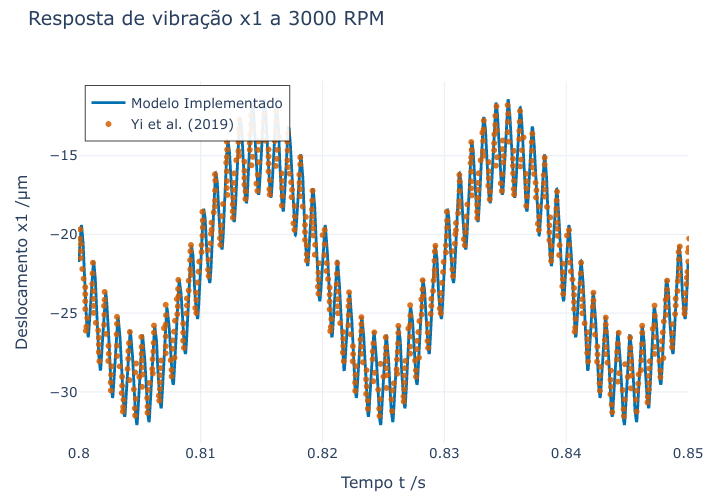 Resposta de vibração x1 a 3000 RPM
Modelo Implementado
Yi et al. (2019)
−15
−20
−25
−30
Deslocamento x1 /μm
0.8
0.81
0.82
0.83
0.84
0.85
Tempo t /s